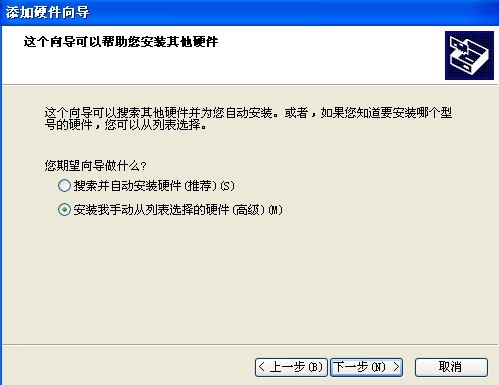 添加硬件向导
这个向导可以帮助您安装其他硬件
这个向导可以搜索其他硬件并为您自动安装。或者，如果您知道要安装哪个型
号的硬件，您可以从列表选择。
您期望向导做什么?
搜索并自动安装硬件(推荐)(S)
安装我手动从列表选择的硬件(高级)(M)
< 上一步(B) 下一步(N) > 取消